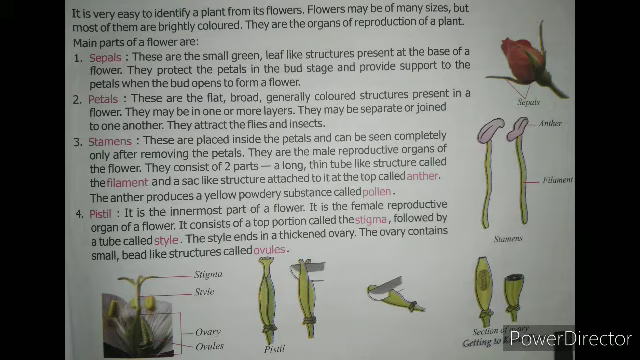 It is very easy to identify a plant from its flowers. Flowers may be of many sizes, but
most of them are brightly coloured. They are the organs of reproduction of a plant.
Main parts of a flower are:
1. Sepals : These are the small green, leaf like structures present at the base of a
flower. They protect the petals in the bud stage and provide support to the
petals when the bud opens to form a flower.
2. Petals : These are the flat, broad, generally coloured structures present in a
flower. They may be in one or more layers. They may be separate or joined
to one another. They attract the flies and insects.
3. Stamens : These are placed inside the petals and can be seen completely
only after removing the petals. They are the male reproductive organs of
the flower. They consist of 2 parts — a long, thin tube like structure called
the filament and a sac like structure attached to it at the top called anther.
The anther produces a yellow powdery substance called pollen.
4. Pistil : It is the innermost part of a flower. It is the female reproductive
organ of a flower. It consists of a top portion called the stigma, followed by
a tube called style. The style ends in a thickened ovary. The ovary contains
small, bead like structures called ovules.
Sepals
Anther
Filament
Stamens
Stigma
Style
Ovary
Ovules
Pistil
Section of ovary
Getting to
PowerDirector